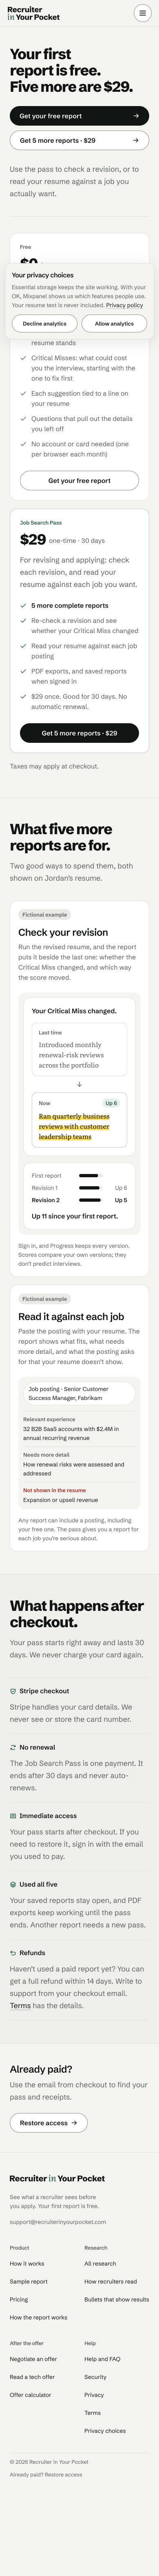 Recruiter
in Your Pocket
Your first
report is free.
Five more are $29.
Get your free report
Get 5 more reports · $29
Use the pass to check a revision, or to
read your resume against a job you
actually want.
Free
Your privacy choices
Essential storage keeps the site working. With your
OK, Mixpanel shows us which features people use.
Your resume text is never included. Privacy policy
Decline analytics
Allow analytics
resume stands
Critical Misses: what could cost
you the interview, starting with the
one to fix first
Each suggestion tied to a line on
your resume
Questions that pull out the details
you left off
No account or card needed (one
per browser each month)
Get your free report
Job Search Pass
$29 one-time · 30 days
For revising and applying: check
each revision, and read your
resume against each job you want.
5 more complete reports
Re-check a revision and see
whether your Critical Miss changed
Read your resume against each job
posting
PDF exports, and saved reports
when signed in
$29 once. Good for 30 days. No
automatic renewal.
Get 5 more reports · $29
Taxes may apply at checkout.
What five more
reports are for.
Two good ways to spend them, both
shown on Jordan's resume.
Fictional example
Check your revision
Run the revised resume, and the report
puts it beside the last one: whether the
Critical Miss changed, and which way
the score moved.
Your Critical Miss changed.
Last time
Introduced monthly
renewal-risk reviews
across the portfolio
Now
Up 6
Ran quarterly business
reviews with customer
leadership teams
First report
Revision 1
Up 6
Revision 2
Up 5
Up 11 since your first report.
Sign in, and Progress keeps every version.
Scores compare your own versions; they
don't predict interviews.
Fictional example
Read it against each job
Paste the posting with your resume. The
report shows what fits, what needs
more detail, and what the posting asks
for that your resume doesn't show.
Job posting · Senior Customer
Success Manager, Fabrikam
Relevant experience
32 B2B SaaS accounts with $2.4M in
annual recurring revenue
Needs more detail
How renewal risks were assessed and
addressed
Not shown in the resume
Expansion or upsell revenue
Any report can include a posting, including
your free one. The pass gives you a report for
each job you're serious about.
What happens after
checkout.
Your pass starts right away and lasts 30
days. We never charge your card again.
Stripe checkout
Stripe handles your card details. We
never see or store the card number.
No renewal
The Job Search Pass is one payment. It
ends after 30 days and never auto-
renews.
Immediate access
Your pass starts after checkout. If you
need to restore it, sign in with the email
you used to pay.
Used all five
Your saved reports stay open, and PDF
exports keep working until the pass
ends. Another report needs a new pass.
Refunds
Haven't used a paid report yet? You can
get a full refund within 14 days. Write to
support from your checkout email.
Terms has the details.
Already paid?
Use the email from checkout to find your
pass and receipts.
Restore access
Recruiter in Your Pocket
See what a recruiter sees before
you apply. Your first report is free.
support@recruiterinyourpocket.com
Product
Research
How it works
All research
Sample report
How recruiters read
Pricing
Bullets that show results
How the report works
After the offer
Help
Negotiate an offer
Help and FAQ
Read a tech offer
Security
Offer calculator
Privacy
Terms
Privacy choices
© 2026 Recruiter in Your Pocket
Already paid? Restore access